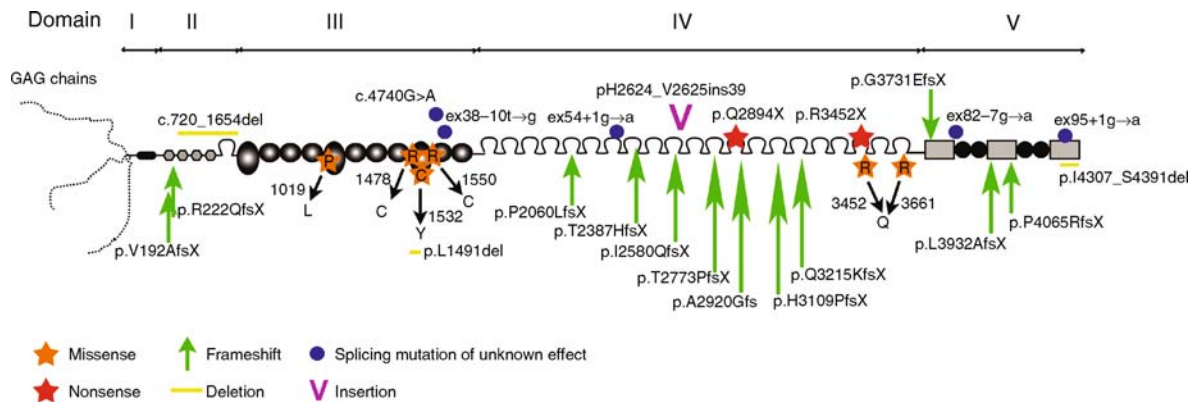 Domain I II III IV V
GAG chains
c.720_1654del
c.4740G>A
ex38–10t→g
ex54+1g→a
pH2624_V2625ins39
p.Q2894X
p.R3452X
p.G3731EfsX
ex82–7g→a
ex95+1g→a
P R R C R R
1019
L
1478
C
1532
Y
1550
C
3452
3661
Q
p.I4307_S4391del
p.R222QfsX
p.V192AfsX
p.L1491del
p.P2060LfsX
p.T2387HfsX
p.I2580QfsX
p.T2773PfsX
p.A2920Gfs
p.H3109PfsX
p.Q3215KfsX
p.L3932AfsX
p.P4065RfsX
Missense
Frameshift
Splicing mutation of unknown effect
Nonsense
Deletion
V Insertion